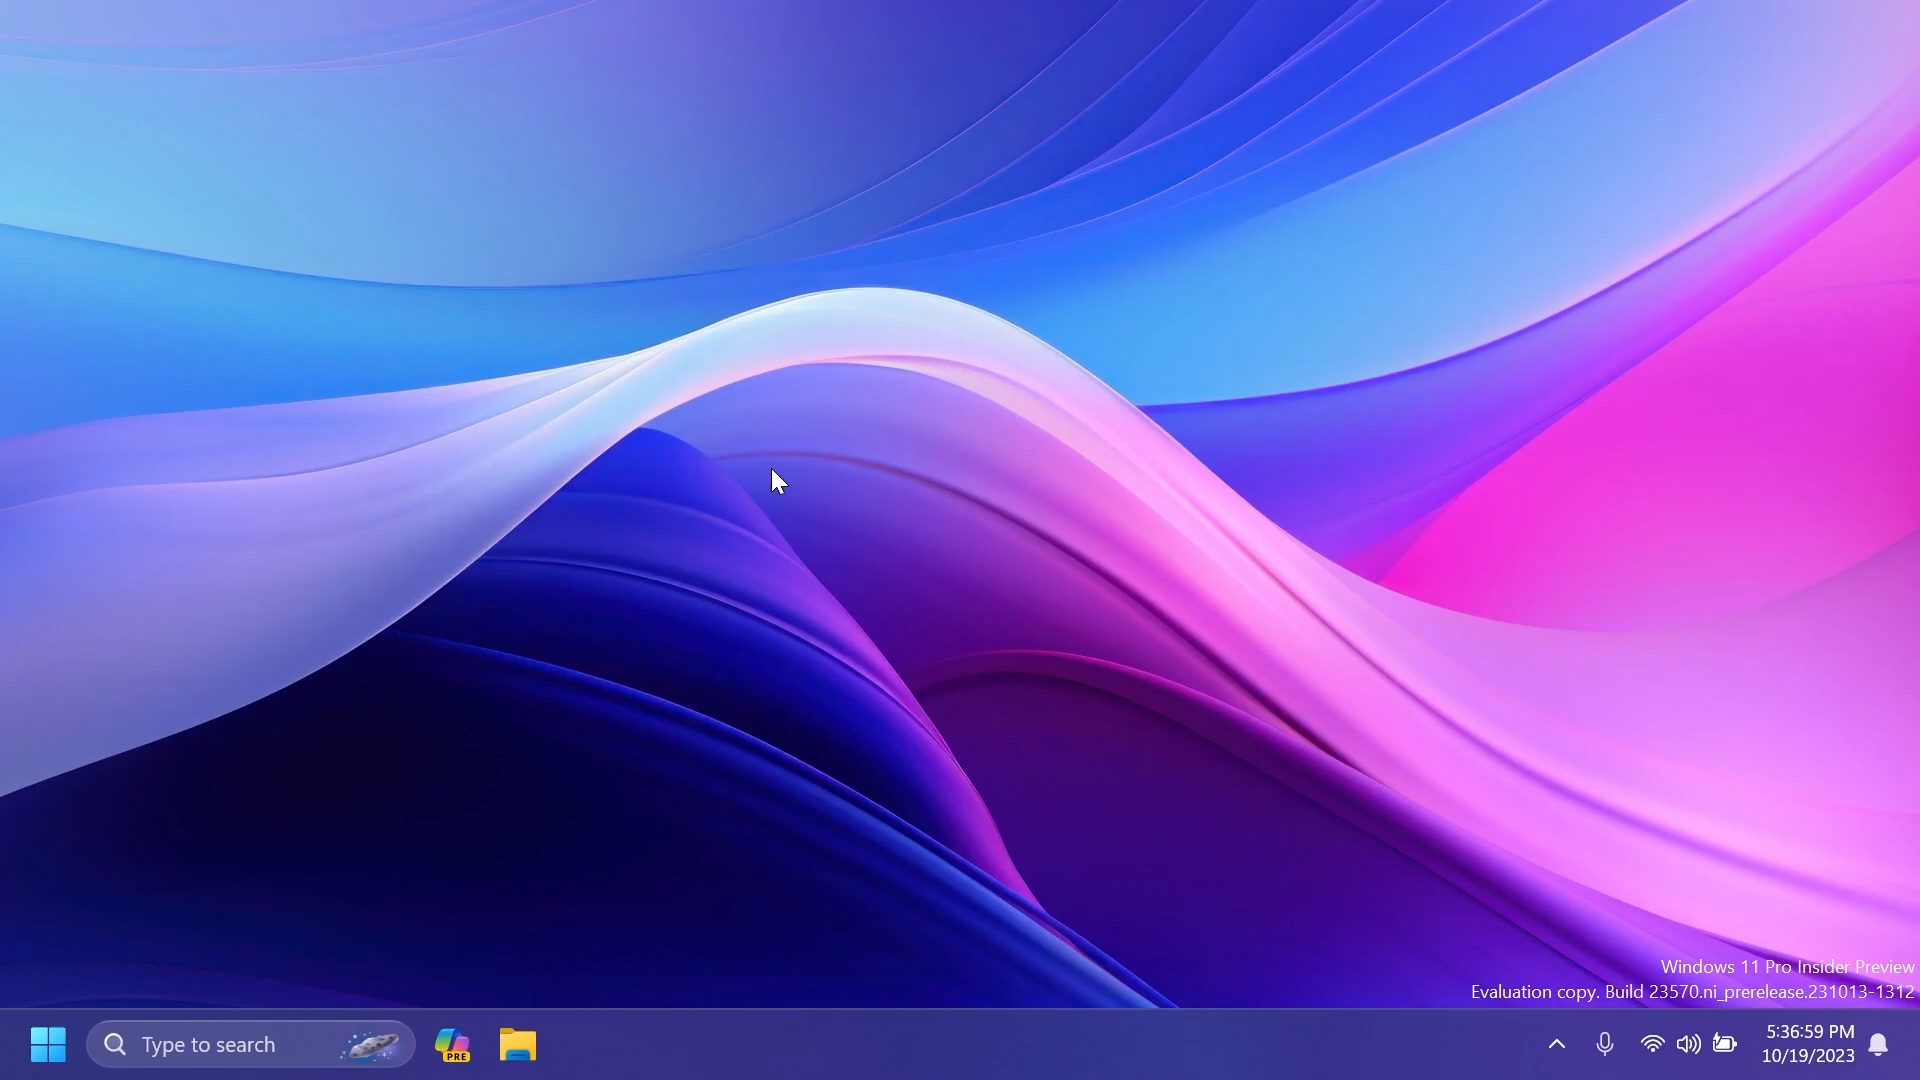 Windows 11 Pro Insider Preview
Evaluation copy. Build 23570.ni_prerelease.231013-1312
Type to search
PRE
5:36:59 PM
10/19/2023